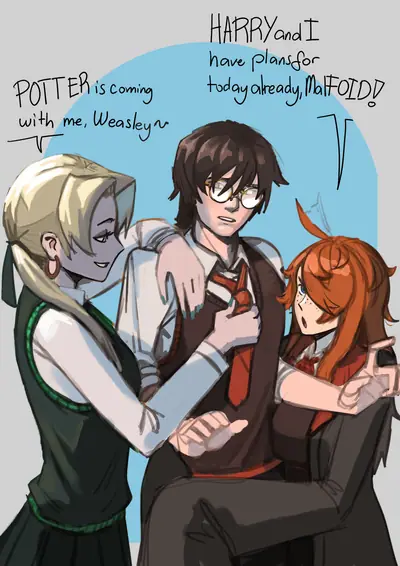 POTTER is coming
with me, Weasley~
HARRY and I
have plans for
today already, MalFOID!